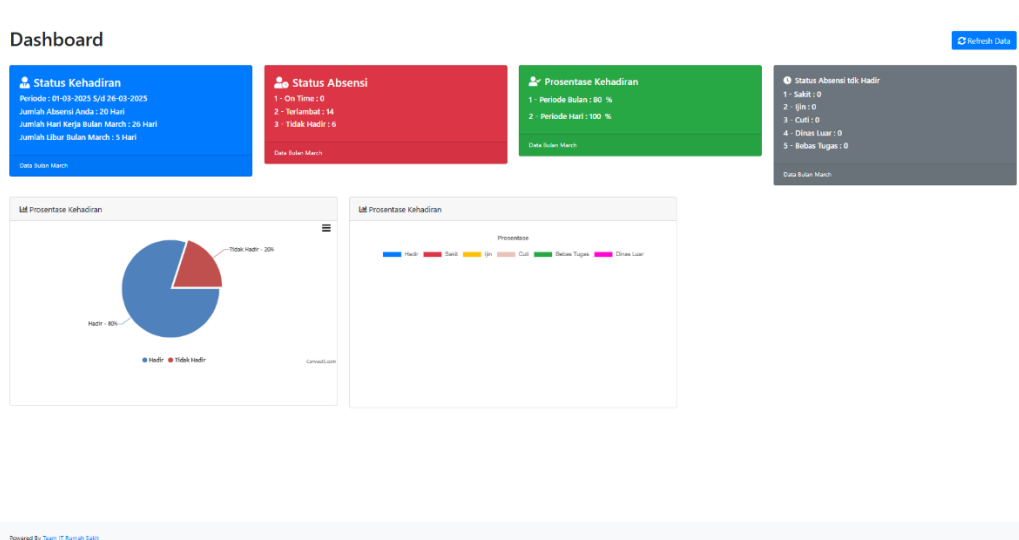 Dashboard
Refresh Data
Status Kehadiran
Periode : 01-03-2025 S/d 26-03-2025
Jumlah Absensi Anda : 20 Hari
Jumlah Hari Kerja Bulan March : 26 Hari
Jumlah Libur Bulan March : 5 Hari
Data Bulan March
Status Absensi
1 - On Time : 0
2 - Terlambat : 14
3 - Tidak Hadir : 6
Data Bulan March
Prosentase Kehadiran
1 - Periode Bulan : 80 %
2 - Periode Hari : 100 %
Data Bulan March
Status Absensi tdk Hadir
1 - Sakit : 0
2 - Ijin : 0
3 - Cuti : 0
4 - Dinas Luar : 0
5 - Bebas Tugas : 0
Data Bulan March
Prosentase Kehadiran
Tidak Hadir - 20%
Hadir - 80%
Hadir Tidak Hadir
CanvasJS.com
Prosentase Kehadiran
Prosentase
Hadir Sakit Ijin Cuti Bebas Tugas Dinas Luar
Powered By Team IT Rumah Sakit